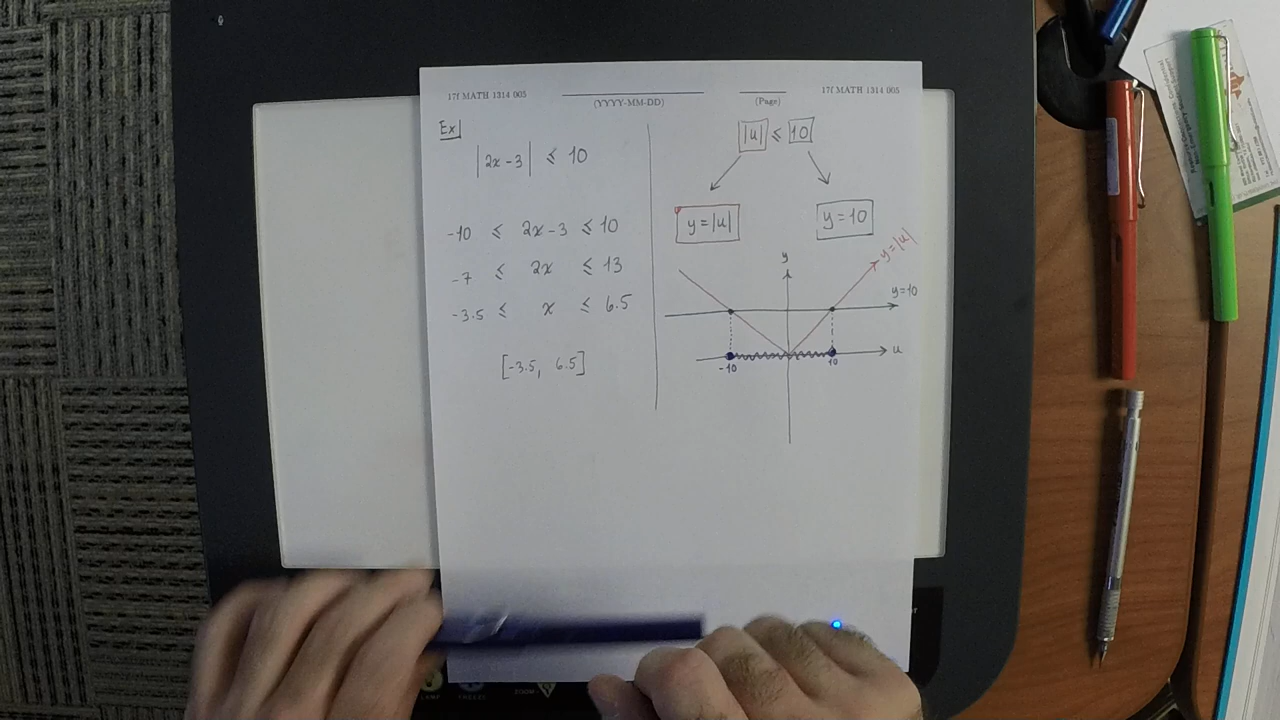 17f MATH 1314 005
(YYYY-MM-DD)
(Page)
17f MATH 1314 005
Ex
|2x-3| ≤ 10
-10 ≤ 2x-3 ≤ 10
-7 ≤ 2x ≤ 13
-3.5 ≤ x ≤ 6.5
[-3.5, 6.5]
|u| ≤ 10
y=|u|
y=10
y
y=|u|
y=10
u
-10
10